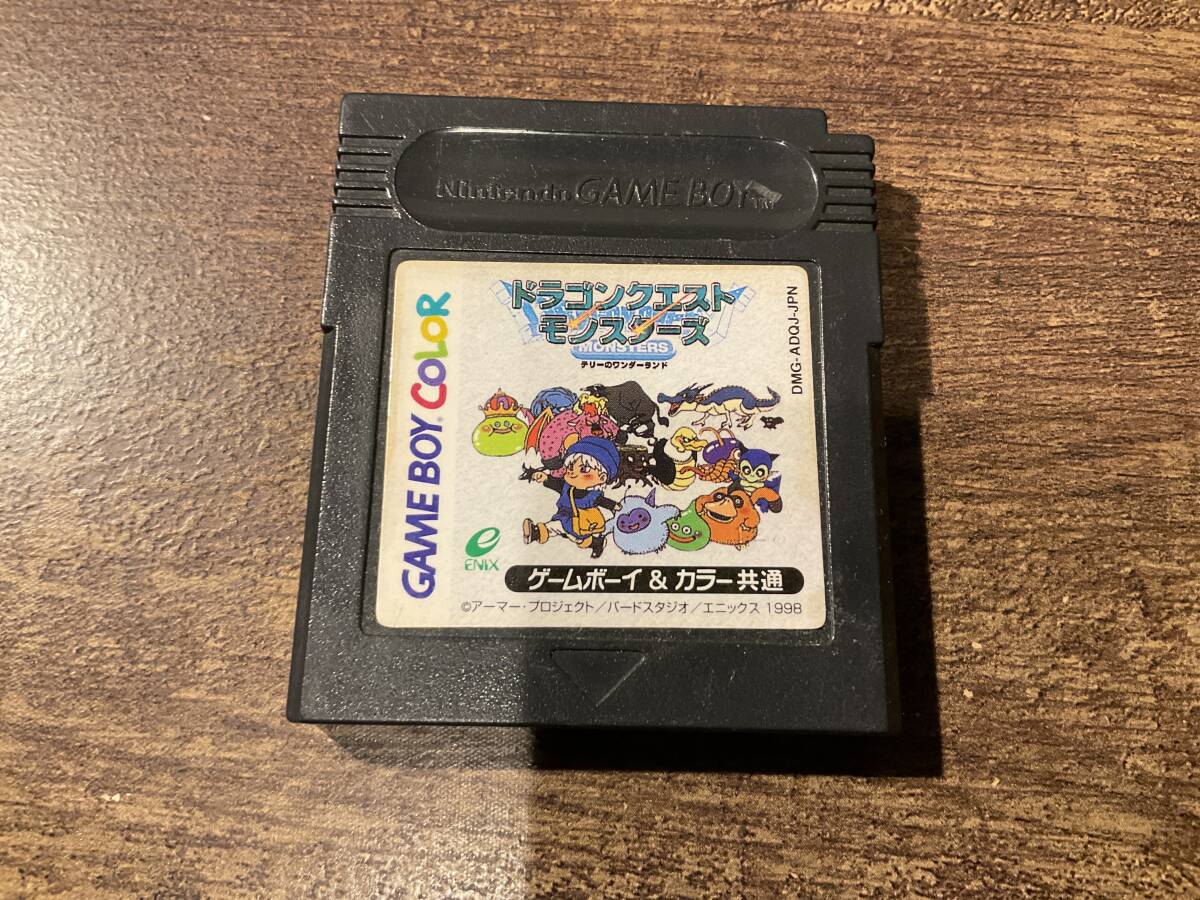 Nintendo GAME BOY TM
GAME BOY COLOR
ドラゴンクエスト
モンスターズ
MONSTERS
テリーのワンダーランド
DMG-ADQJ-JPN
e
ENIX
ゲームボーイ & カラー共通
©アーマー・プロジェクト/バードスタジオ/エニックス 1998